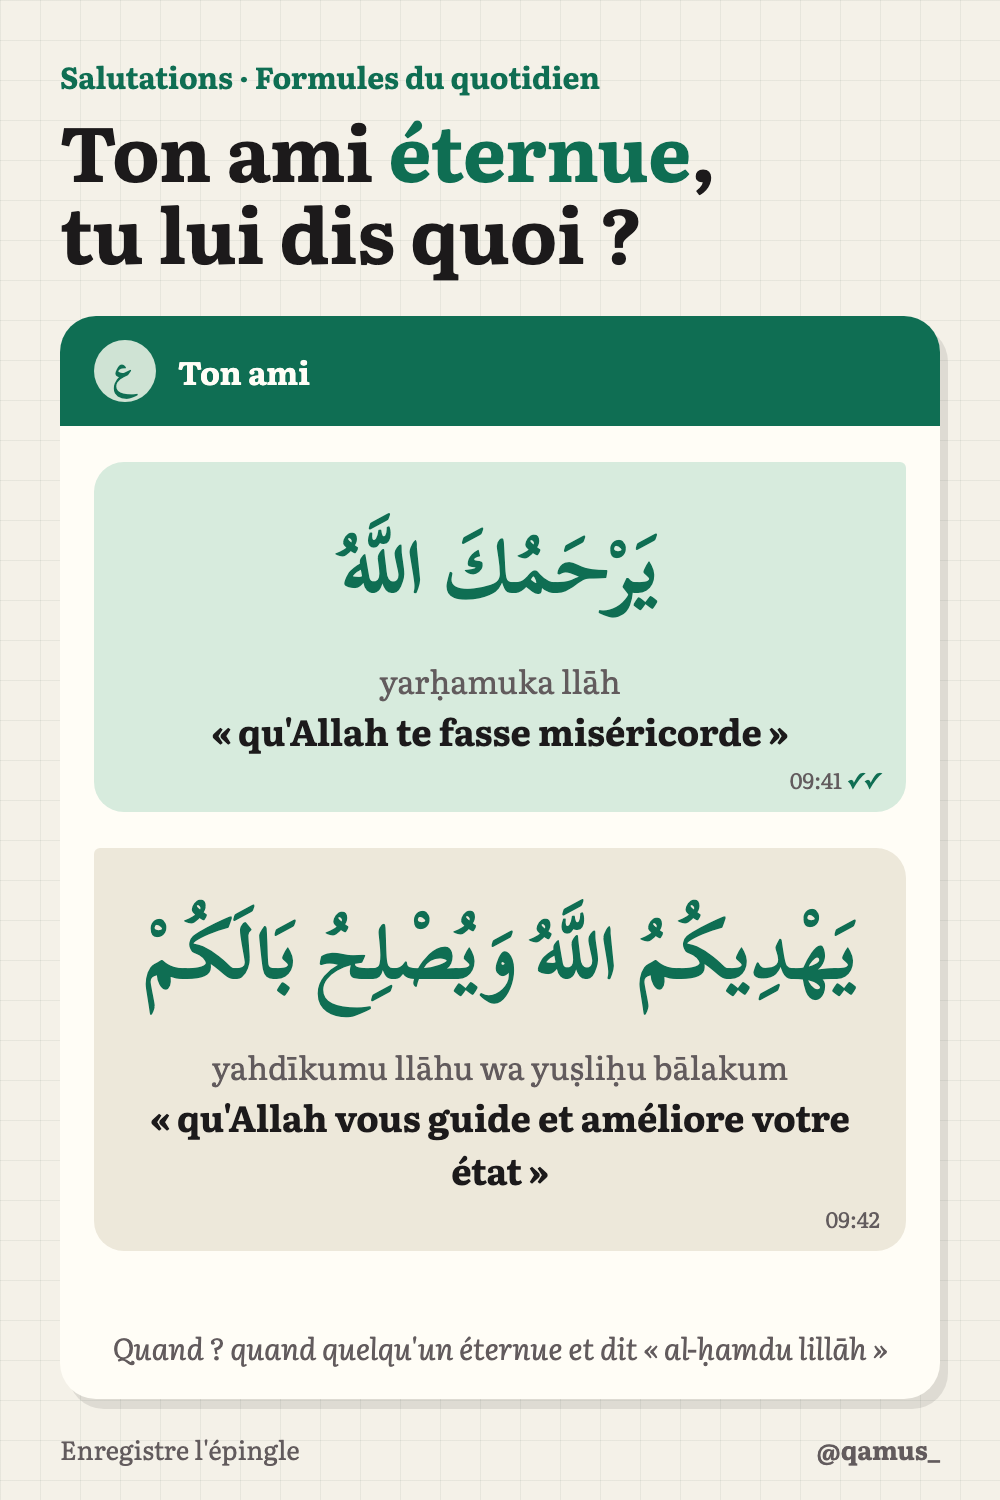 Salutations · Formules du quotidien
Ton ami éternue,
tu lui dis quoi ?
ع
Ton ami
يَرْحَمُكَ اللَّهُ
yarḥamuka llāh
« qu'Allah te fasse miséricorde »
09:41 ✓✓
يَهْدِيكُمُ اللَّهُ وَيُصْلِحُ بَالَكُمْ
yahdīkumu llāhu wa yuṣliḥu bālakum
« qu'Allah vous guide et améliore votre
état »
09:42
Quand ? quand quelqu'un éternue et dit « al-ḥamdu lillāh »
Enregistre l'épingle
@qamus_